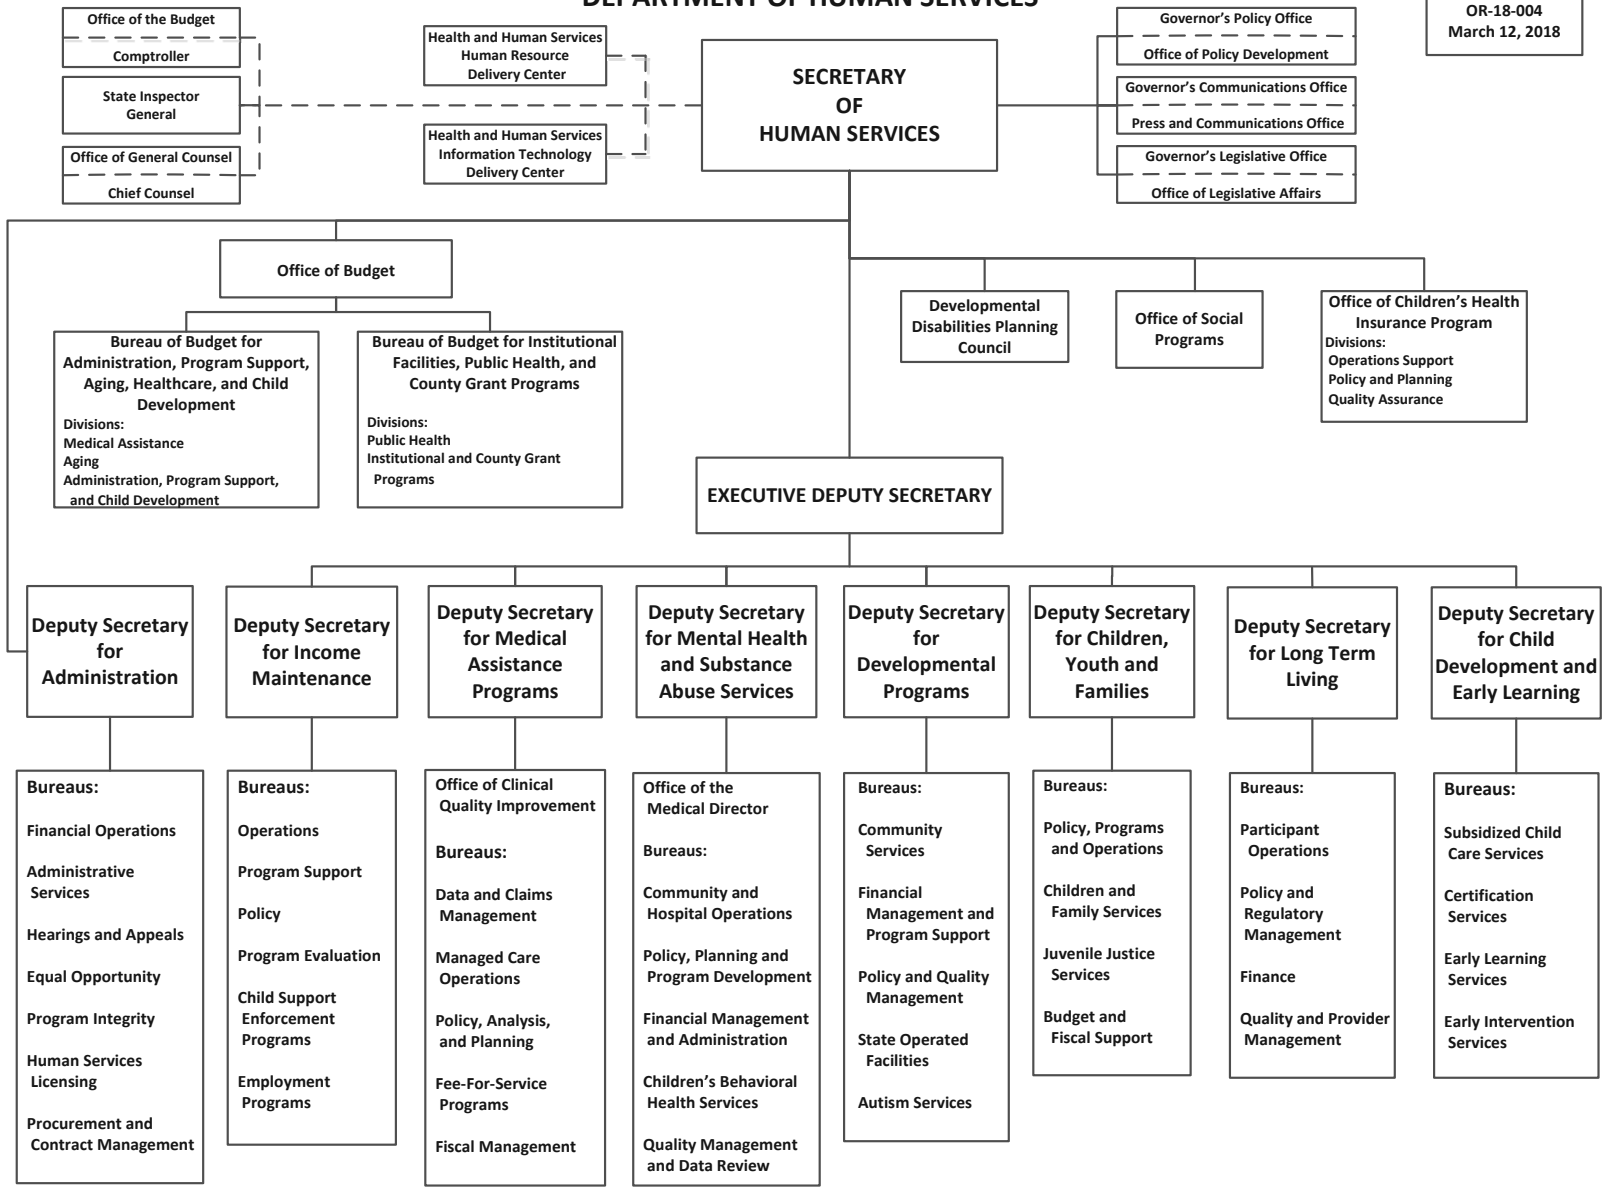 DEPARTMENT OF HUMAN SERVICES
OR-18-004
March 12, 2018
Office of the Budget
Comptroller
State Inspector
General
Office of General Counsel
Chief Counsel
Health and Human Services
Human Resource
Delivery Center
Health and Human Services
Information Technology
Delivery Center
SECRETARY
OF
HUMAN SERVICES
Governor's Policy Office
Office of Policy Development
Governor's Communications Office
Press and Communications Office
Governor's Legislative Office
Office of Legislative Affairs
Office of Budget
Bureau of Budget for
Administration, Program Support,
Aging, Healthcare, and Child
Development
Divisions:
Medical Assistance
Aging
Administration, Program Support,
and Child Development
Bureau of Budget for Institutional
Facilities, Public Health, and
County Grant Programs
Divisions:
Public Health
Institutional and County Grant
Programs
Developmental
Disabilities Planning
Council
Office of Social
Programs
Office of Children's Health
Insurance Program
Divisions:
Operations Support
Policy and Planning
Quality Assurance
EXECUTIVE DEPUTY SECRETARY
Deputy Secretary
for
Administration
Deputy Secretary
for Income
Maintenance
Deputy Secretary
for Medical
Assistance
Programs
Deputy Secretary
for Mental Health
and Substance
Abuse Services
Deputy Secretary
for
Developmental
Programs
Deputy Secretary
for Children,
Youth and
Families
Deputy Secretary
for Long Term
Living
Deputy Secretary
for Child
Development and
Early Learning
Bureaus:
Financial Operations
Administrative
Services
Hearings and Appeals
Equal Opportunity
Program Integrity
Human Services
Licensing
Procurement and
Contract Management
Bureaus:
Operations
Program Support
Policy
Program Evaluation
Child Support
Enforcement
Programs
Employment
Programs
Office of Clinical
Quality Improvement
Bureaus:
Data and Claims
Management
Managed Care
Operations
Policy, Analysis,
and Planning
Fee-For-Service
Programs
Fiscal Management
Office of the
Medical Director
Bureaus:
Community and
Hospital Operations
Policy, Planning and
Program Development
Financial Management
and Administration
Children's Behavioral
Health Services
Quality Management
and Data Review
Bureaus:
Community
Services
Financial
Management and
Program Support
Policy and Quality
Management
State Operated
Facilities
Autism Services
Bureaus:
Policy, Programs
and Operations
Children and
Family Services
Juvenile Justice
Services
Budget and
Fiscal Support
Bureaus:
Participant
Operations
Policy and
Regulatory
Management
Finance
Quality and Provider
Management
Bureaus:
Subsidized Child
Care Services
Certification
Services
Early Learning
Services
Early Intervention
Services